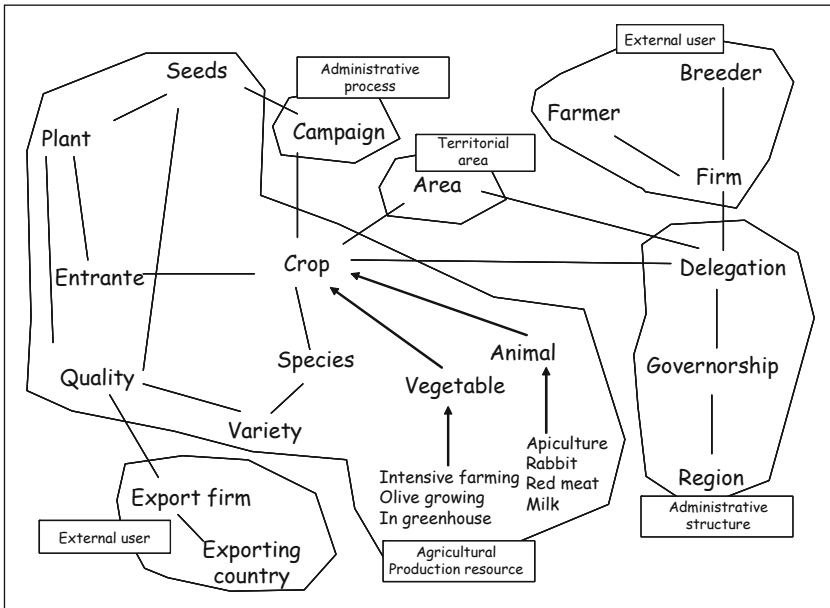 External user
Seeds
Administrative
process
Breeder
Farmer
Plant
Campaign
Territorial
area
Area
Firm
Crop
Delegation
Entrante
Species
Animal
Governorship
Quality
Vegetable
Variety
Apiculture
Rabbit
Red meat
Milk
Intensive farming
Olive growing
In greenhouse
Region
Export firm
Administrative
structure
External user
Exporting
country
Agricultural
Production resource